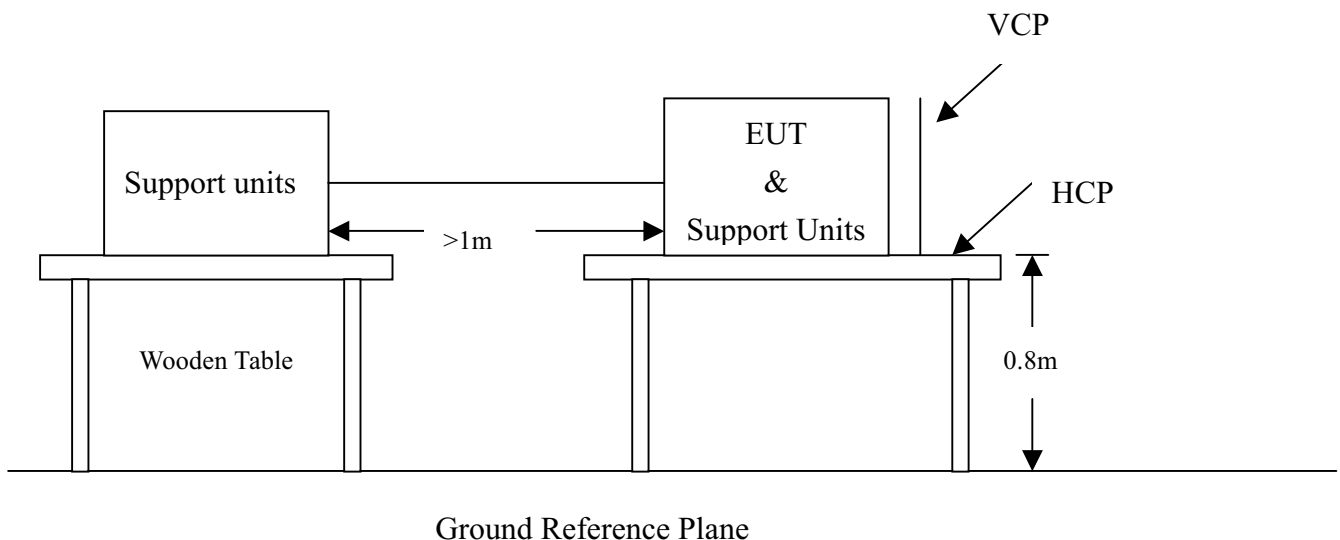 VCP
EUT
&
Support Units
Support units
HCP
>1m
Wooden Table
0.8m
Ground Reference Plane